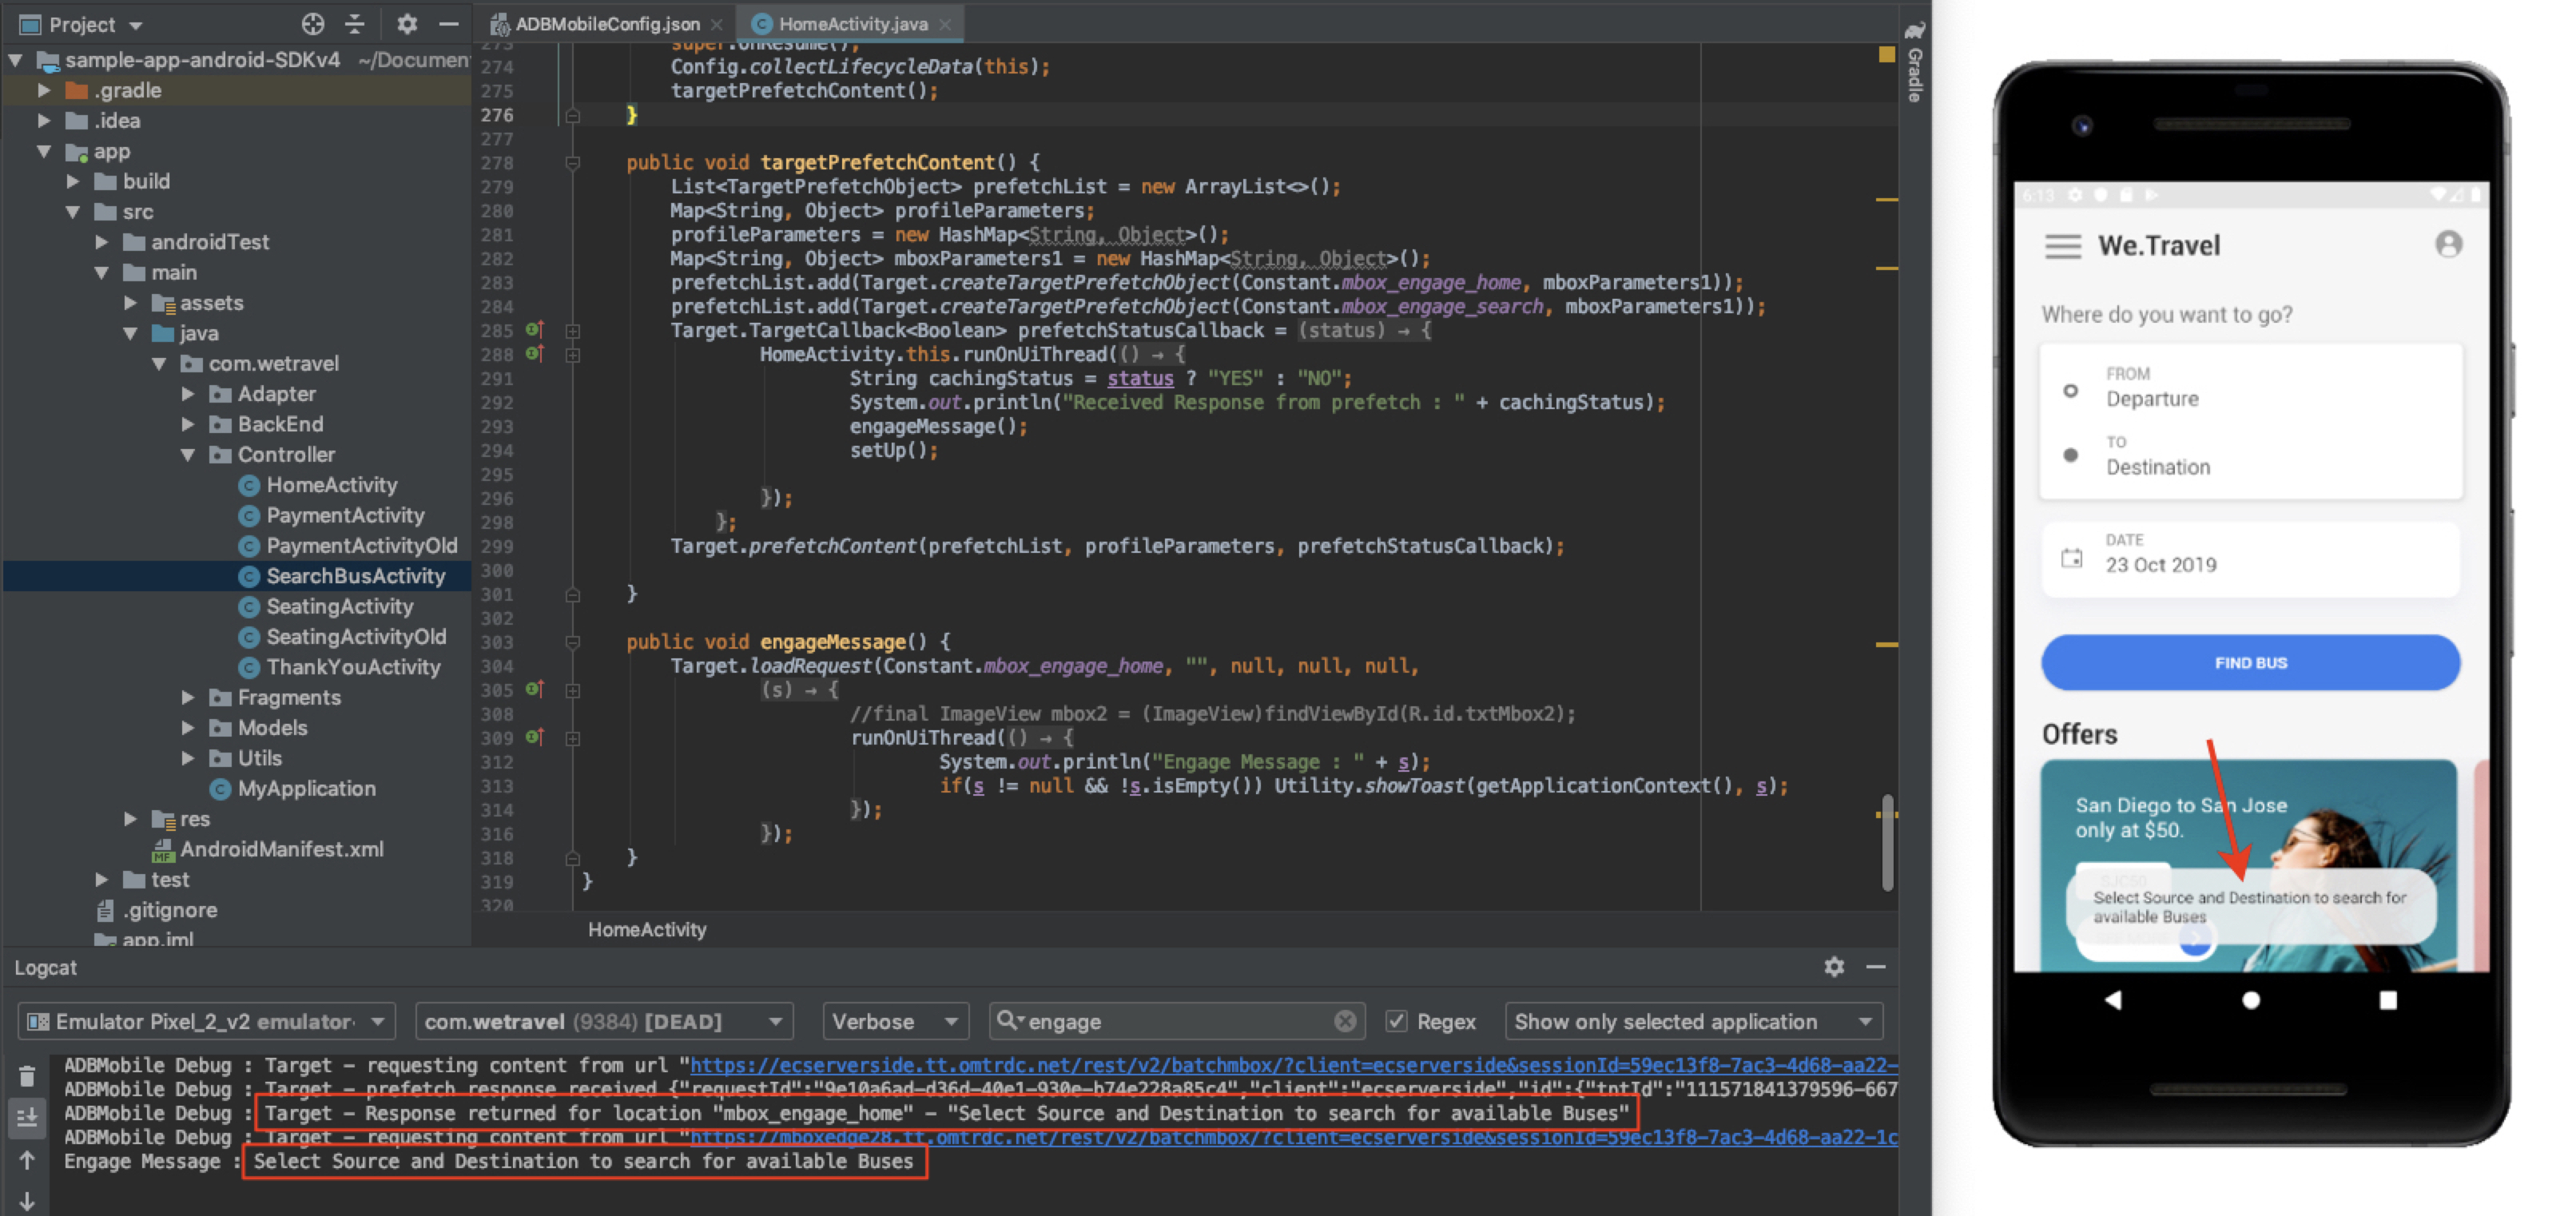 Project
ADBMobileConfig.json
HomeActivity.java
sample-app-android-SDKv4 ~/Documen
.gradle
.idea
app
build
src
androidTest
main
assets
java
com.wetravel
Adapter
BackEnd
Controller
HomeActivity
PaymentActivity
PaymentActivityOld
SearchBusActivity
SeatingActivity
SeatingActivityOld
ThankYouActivity
Fragments
Models
Utils
MyApplication
res
AndroidManifest.xml
test
.gitignore
app.iml
273 super.onResume();
274 Config.collectLifecycleData(this);
275 targetPrefetchContent();
276 }
277
278 public void targetPrefetchContent() {
279 List<TargetPrefetchObject> prefetchList = new ArrayList<>();
280 Map<String, Object> profileParameters;
281 profileParameters = new HashMap<String, Object>();
282 Map<String, Object> mboxParameters1 = new HashMap<String, Object>();
283 prefetchList.add(Target.createTargetPrefetchObject(Constant.mbox_engage_home, mboxParameters1));
284 prefetchList.add(Target.createTargetPrefetchObject(Constant.mbox_engage_search, mboxParameters1));
285 Target.TargetCallback<Boolean> prefetchStatusCallback = (status) → {
288 HomeActivity.this.runOnUiThread(() → {
291 String cachingStatus = status ? "YES" : "NO";
292 System.out.println("Received Response from prefetch : " + cachingStatus);
293 engageMessage();
294 setUp();
295
296 });
298 };
299 Target.prefetchContent(prefetchList, profileParameters, prefetchStatusCallback);
300
301 }
302
303 public void engageMessage() {
304 Target.loadRequest(Constant.mbox_engage_home, "", null, null, null,
305 (s) → {
308 //final ImageView mbox2 = (ImageView)findViewById(R.id.txtMbox2);
309 runOnUiThread(() → {
312 System.out.println("Engage Message : " + s);
313 if(s != null && !s.isEmpty()) Utility.showToast(getApplicationContext(), s);
314 });
316 });
318 }
319 }
320
HomeActivity
Gradle
Logcat
Emulator Pixel_2_v2 emulator-
com.wetravel (9384) [DEAD]
Verbose
engage
Regex
Show only selected application
ADBMobile Debug : Target – requesting content from url "https://ecserverside.tt.omtrdc.net/rest/v2/batchmbox/?client=ecserverside&sessionId=59ec13f8-7ac3-4d68-aa22-
ADBMobile Debug : Target – prefetch response received {"requestId":"9e10a6ad-d36d-40e1-930e-b74e228a85c4","client":"ecserverside","id":{"tntId":"111571841379596-667
ADBMobile Debug : Target – Response returned for location "mbox_engage_home" – "Select Source and Destination to search for available Buses"
ADBMobile Debug : Target – requesting content from url "https://mboxedge28.tt.omtrdc.net/rest/v2/batchmbox/?client=ecserverside&sessionId=59ec13f8-7ac3-4d68-aa22-1c
Engage Message : Select Source and Destination to search for available Buses
6:13
We.Travel
Where do you want to go?
FROM
Departure
TO
Destination
DATE
23 Oct 2019
FIND BUS
Offers
San Diego to San Jose
only at $50.
Select Source and Destination to search for
available Buses